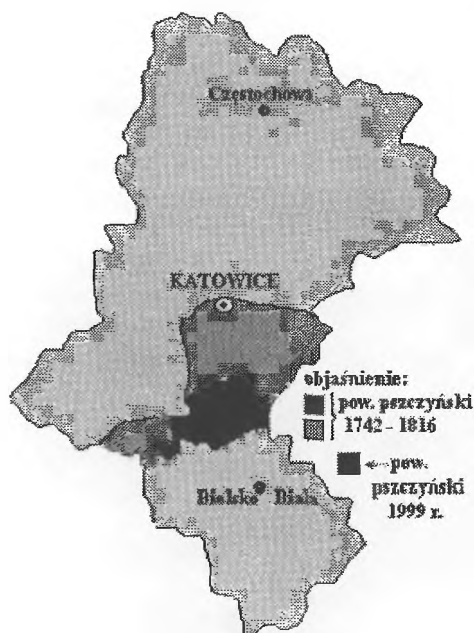 Częstochowa
KATOWICE
objaśnienie:
pow. pszczyński
1742 - 1816
pow.
pszczyński
1999 r.
Bielsko Biała